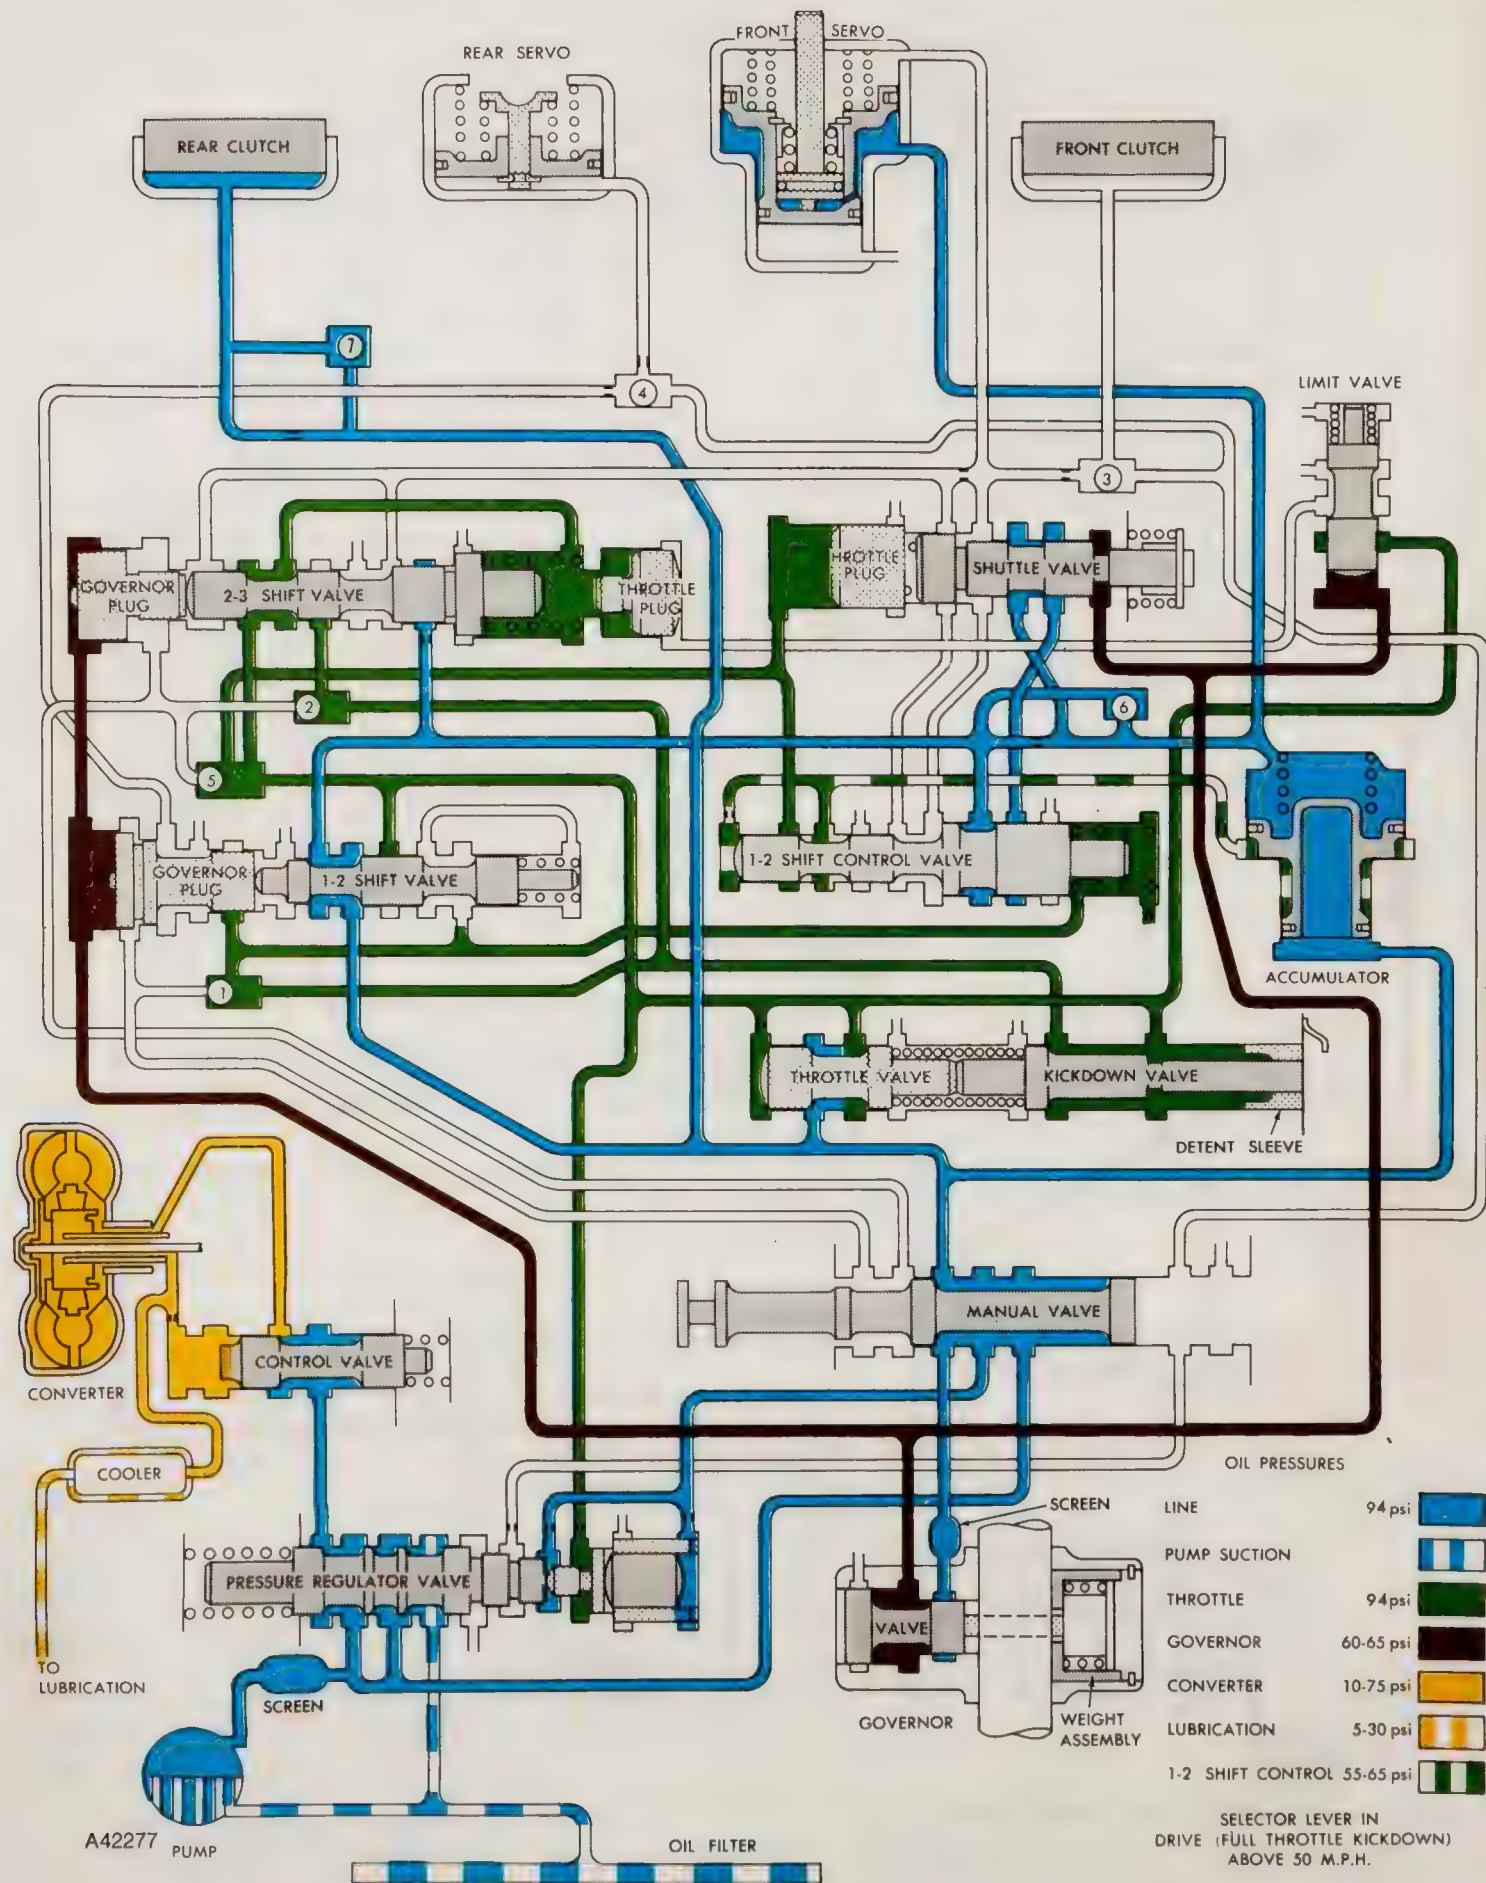 FRONT SERVO
REAR SERVO
REAR CLUTCH
FRONT CLUTCH
7
4
LIMIT VALVE
3
GOVERNOR
PLUG
2-3 SHIFT VALVE
THROTTLE
PLUG
THROTTLE
PLUG
SHUTTLE VALVE
2
6
5
GOVERNOR
PLUG
1-2 SHIFT VALVE
1-2 SHIFT CONTROL VALVE
ACCUMULATOR
1
THROTTLE VALVE
KICKDOWN VALVE
DETENT SLEEVE
MANUAL VALVE
CONTROL VALVE
CONVERTER
COOLER
OIL PRESSURES
SCREEN
LINE 94 psi
PUMP SUCTION
PRESSURE REGULATOR VALVE
THROTTLE 94 psi
VALVE
GOVERNOR 60-65 psi
TO
LUBRICATION
SCREEN
CONVERTER 10-75 psi
GOVERNOR
WEIGHT
ASSEMBLY
LUBRICATION 5-30 psi
1-2 SHIFT CONTROL 55-65 psi
A42277
PUMP
OIL FILTER
SELECTOR LEVER IN
DRIVE (FULL THROTTLE KICKDOWN)
ABOVE 50 M.P.H.